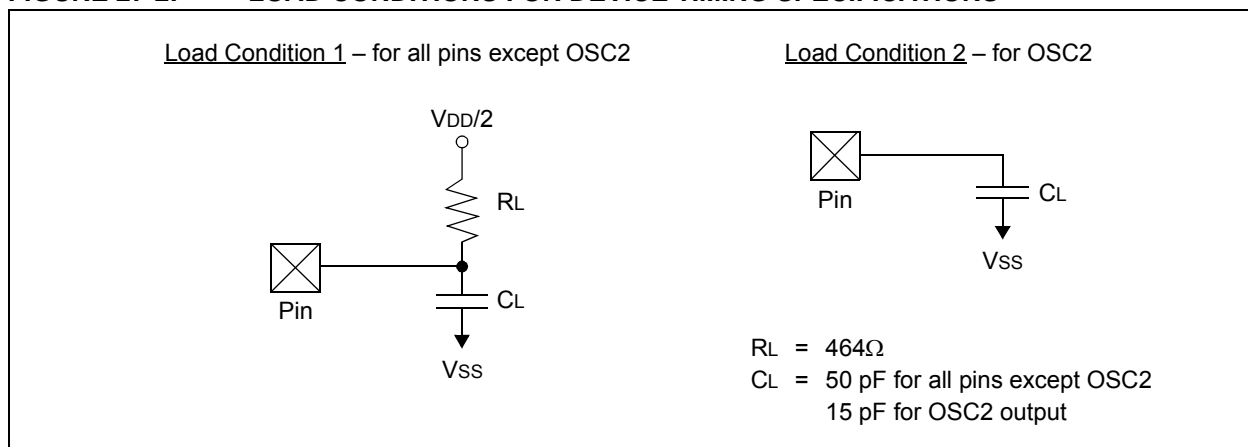 Load Condition 1 – for all pins except OSC2
Load Condition 2 – for OSC2
VDD/2
RL
Pin
CL
VSS
Pin
CL
VSS
RL = 464Ω
CL = 50 pF for all pins except OSC2
15 pF for OSC2 output